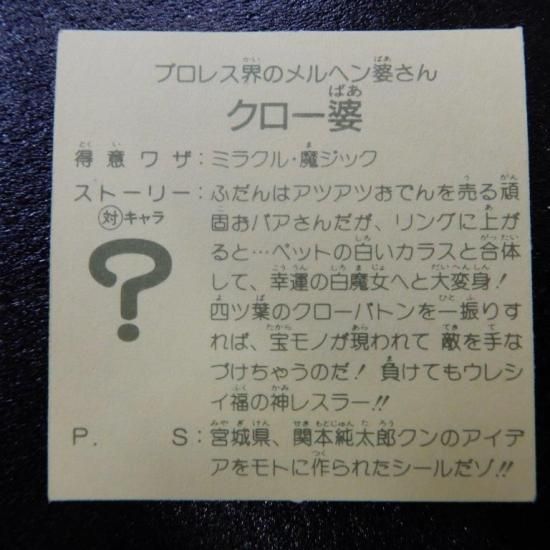 プロレス界のメルヘン婆さん
クロー婆
得意ワザ：ミラクル・魔ジック
ストーリー：ふだんはアツアツおでんを売る頑
対キャラ 固おバアさんだが、リングに上が
？ ると…ペットの白いカラスと合体
して、幸運の白魔女へと大変身！
四ツ葉のクローバトンを一振りす
れば、宝モノが現われて 敵を手な
づけちゃうのだ！ 負けてもウレシ
イ福の神レスラー!!
P. S：宮城県、関本純太郎クンのアイデ
アをモトに作られたシールだゾ!!